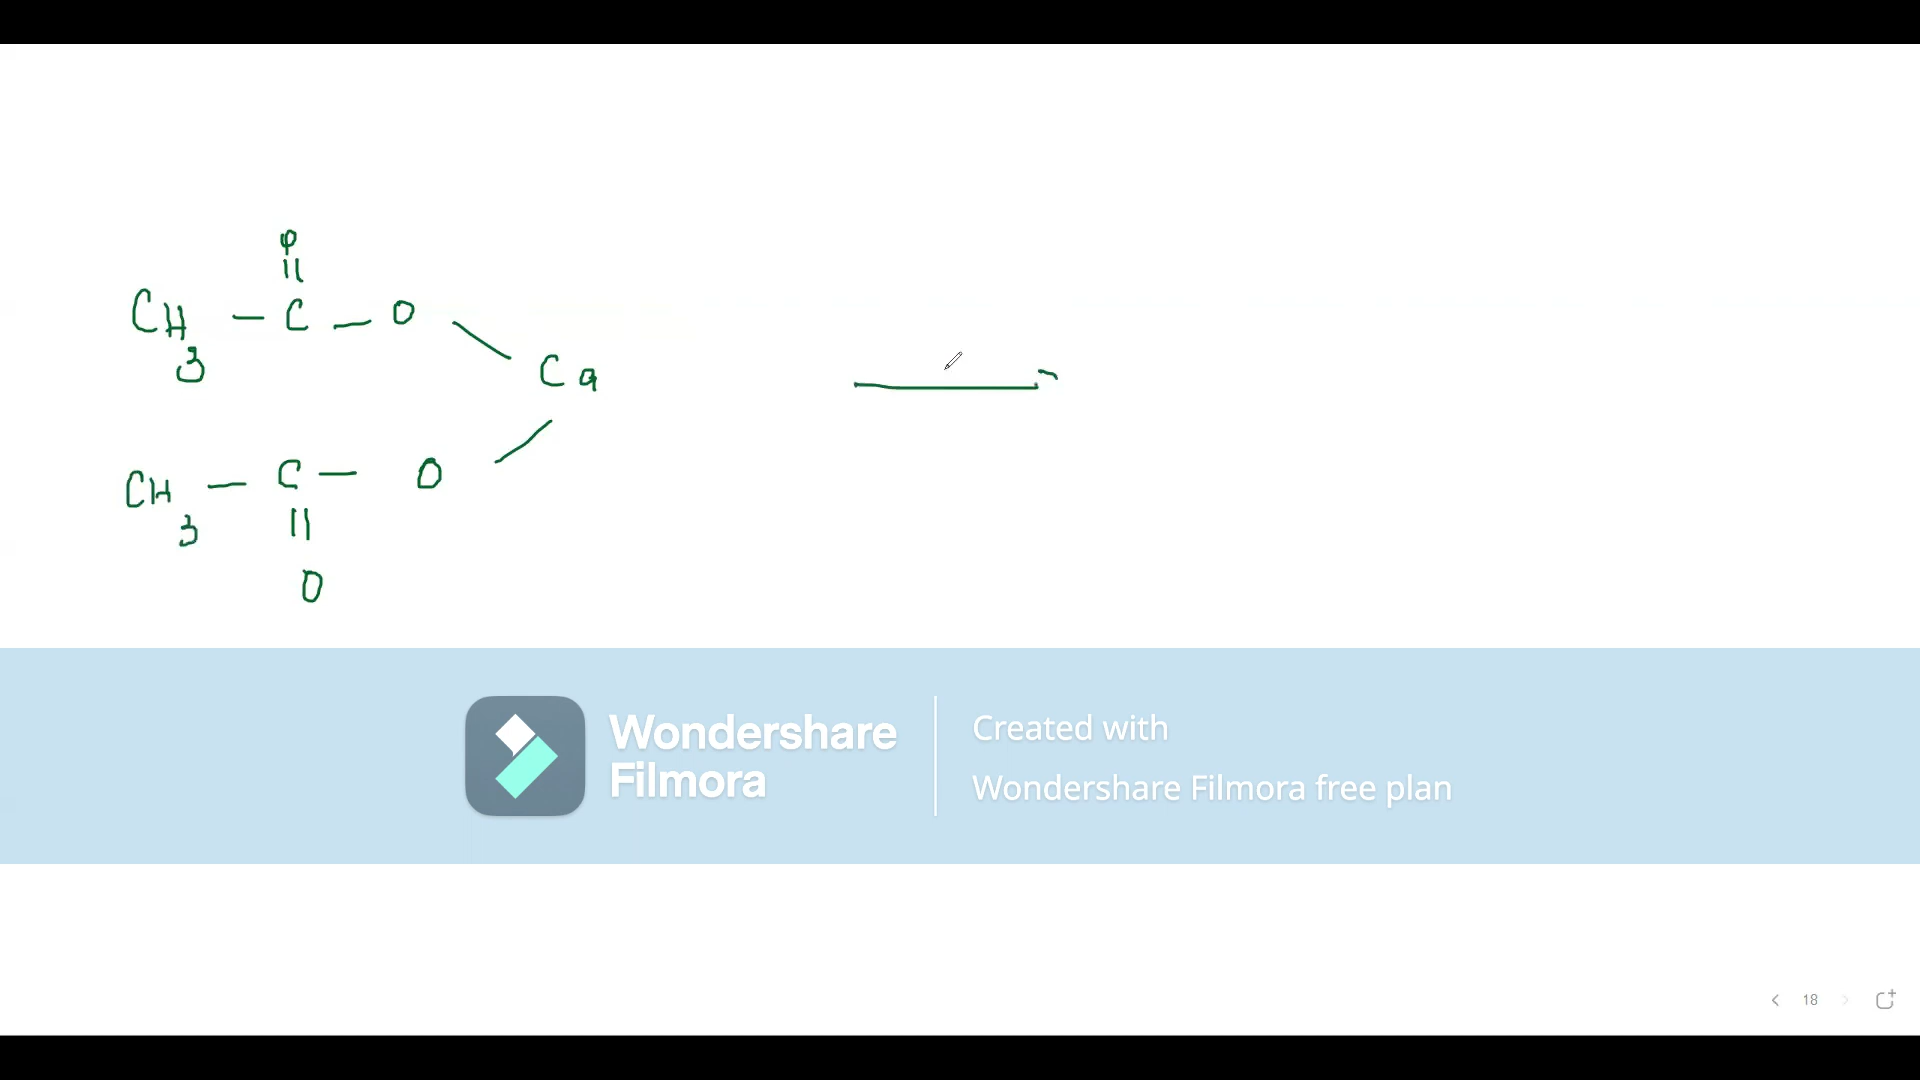 O
||
CH3 — C — O
Ca
CH3 — C — O
||
O
Wondershare
Filmora
Created with
Wondershare Filmora free plan
18